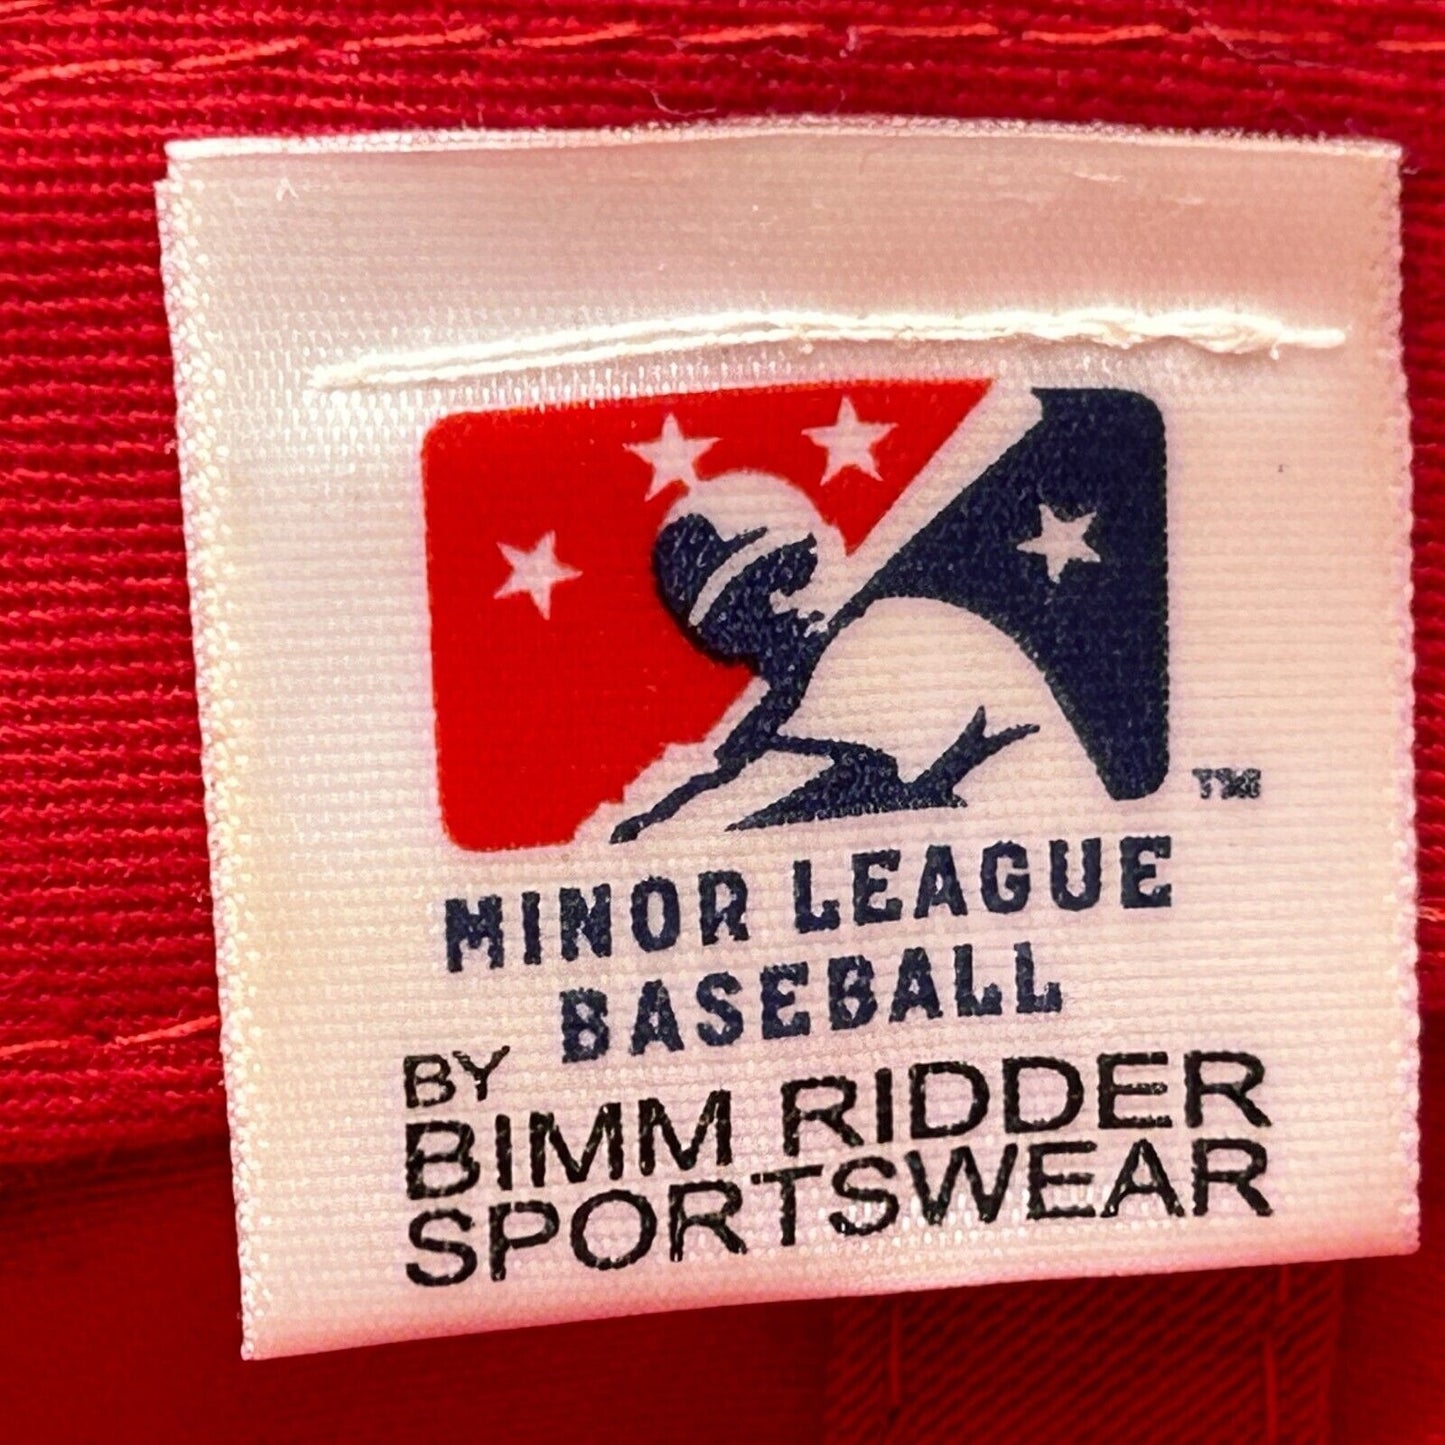 TM
MINOR LEAGUE
BASEBALL
BY
BIMM RIDDER
SPORTSWEAR